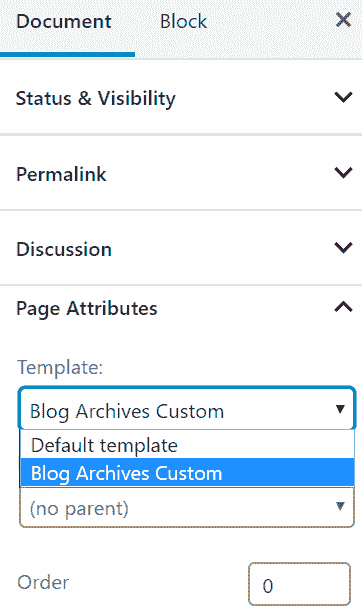 Document Block
Status & Visibility
Permalink
Discussion
Page Attributes
Template:
Blog Archives Custom
Default template
Blog Archives Custom
(no parent)
Order 0